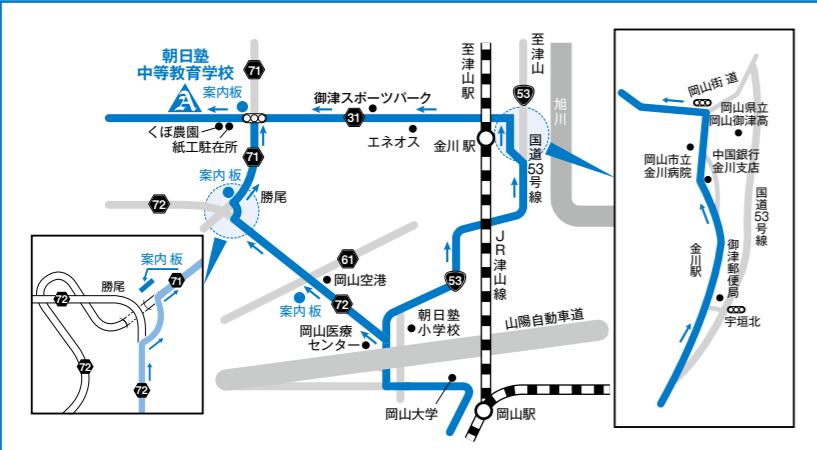 朝日塾
中等教育学校
案内板
71
至津山駅
至津山
53
旭川
御津スポーツパーク
31
くぼ農園
紙工駐在所
エネオス
金川駅
国道53号線
71
案内板
勝尾
72
61
岡山空港
72
案内板
53
JR津山線
朝日塾
小学校
岡山医療
センター
山陽自動車道
岡山大学
岡山駅
案内板
勝尾
71
72
72
72
岡山街道
岡山県立
岡山御津高
岡山市立
金川病院
中国銀行
金川支店
国道53号線
金川駅
御津郵便局
宇垣北